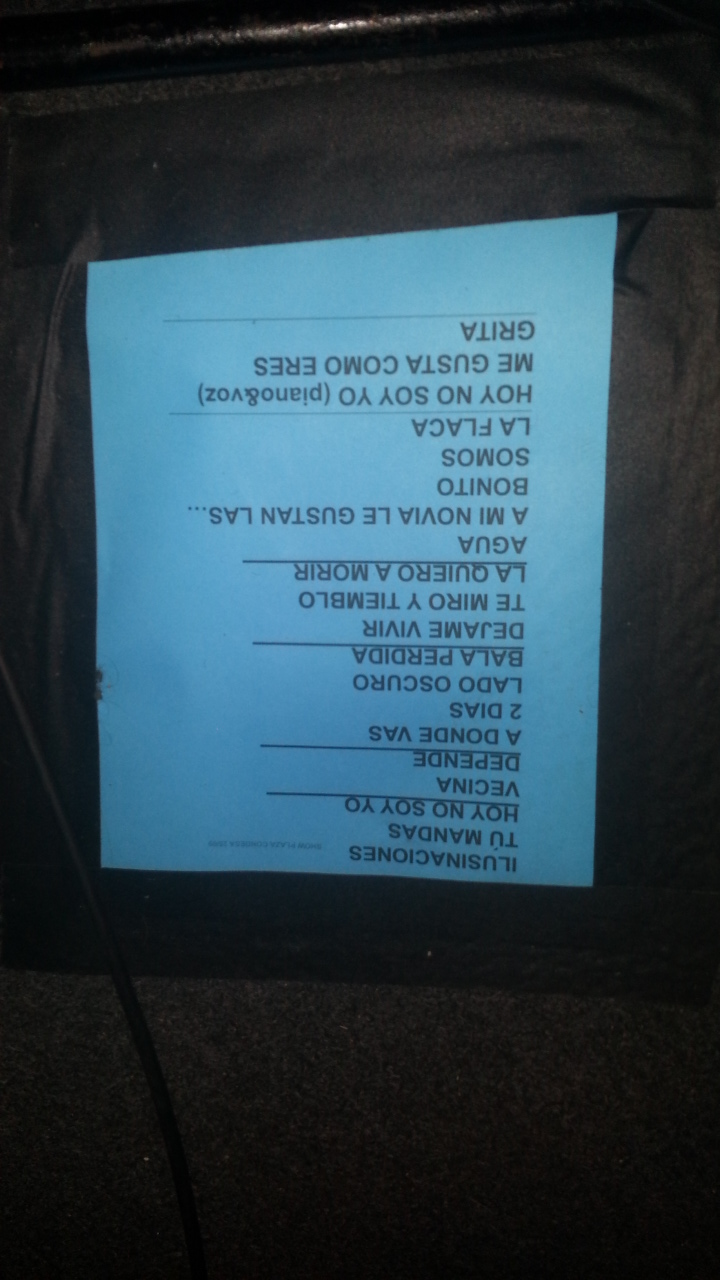 ILUSINACIONES
TÚ MANDAS
HOY NO SOY YO
VECINA
DEPENDE
A DONDE VAS
2 DIAS
LADO OSCURO
BALA PERDIDA
DEJAME VIVIR
TE MIRO Y TIEMBLO
LA QUIERO A MORIR
AGUA
A MI NOVIA LE GUSTAN LAS...
BONITO
SOMOS
LA FLACA
HOY NO SOY YO (piano&voz)
ME GUSTA COMO ERES
GRITA